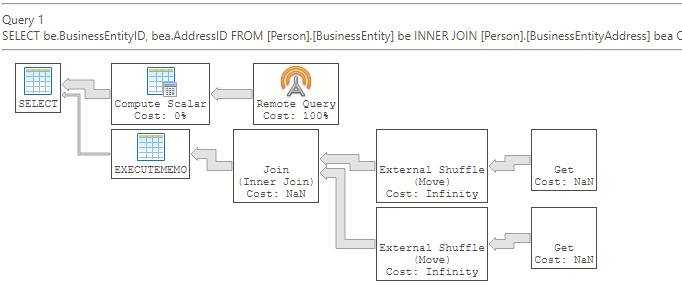 Query 1
SELECT be.BusinessEntityID, bea.AddressID FROM [Person].[BusinessEntity] be INNER JOIN [Person].[BusinessEntityAddress] bea O
SELECT
Compute Scalar
Cost: 0%
Remote Query
Cost: 100%
EXECUTEMEMO
Join
(Inner Join)
Cost: NaN
External Shuffle
(Move)
Cost: Infinity
Get
Cost: NaN
External Shuffle
(Move)
Cost: Infinity
Get
Cost: NaN